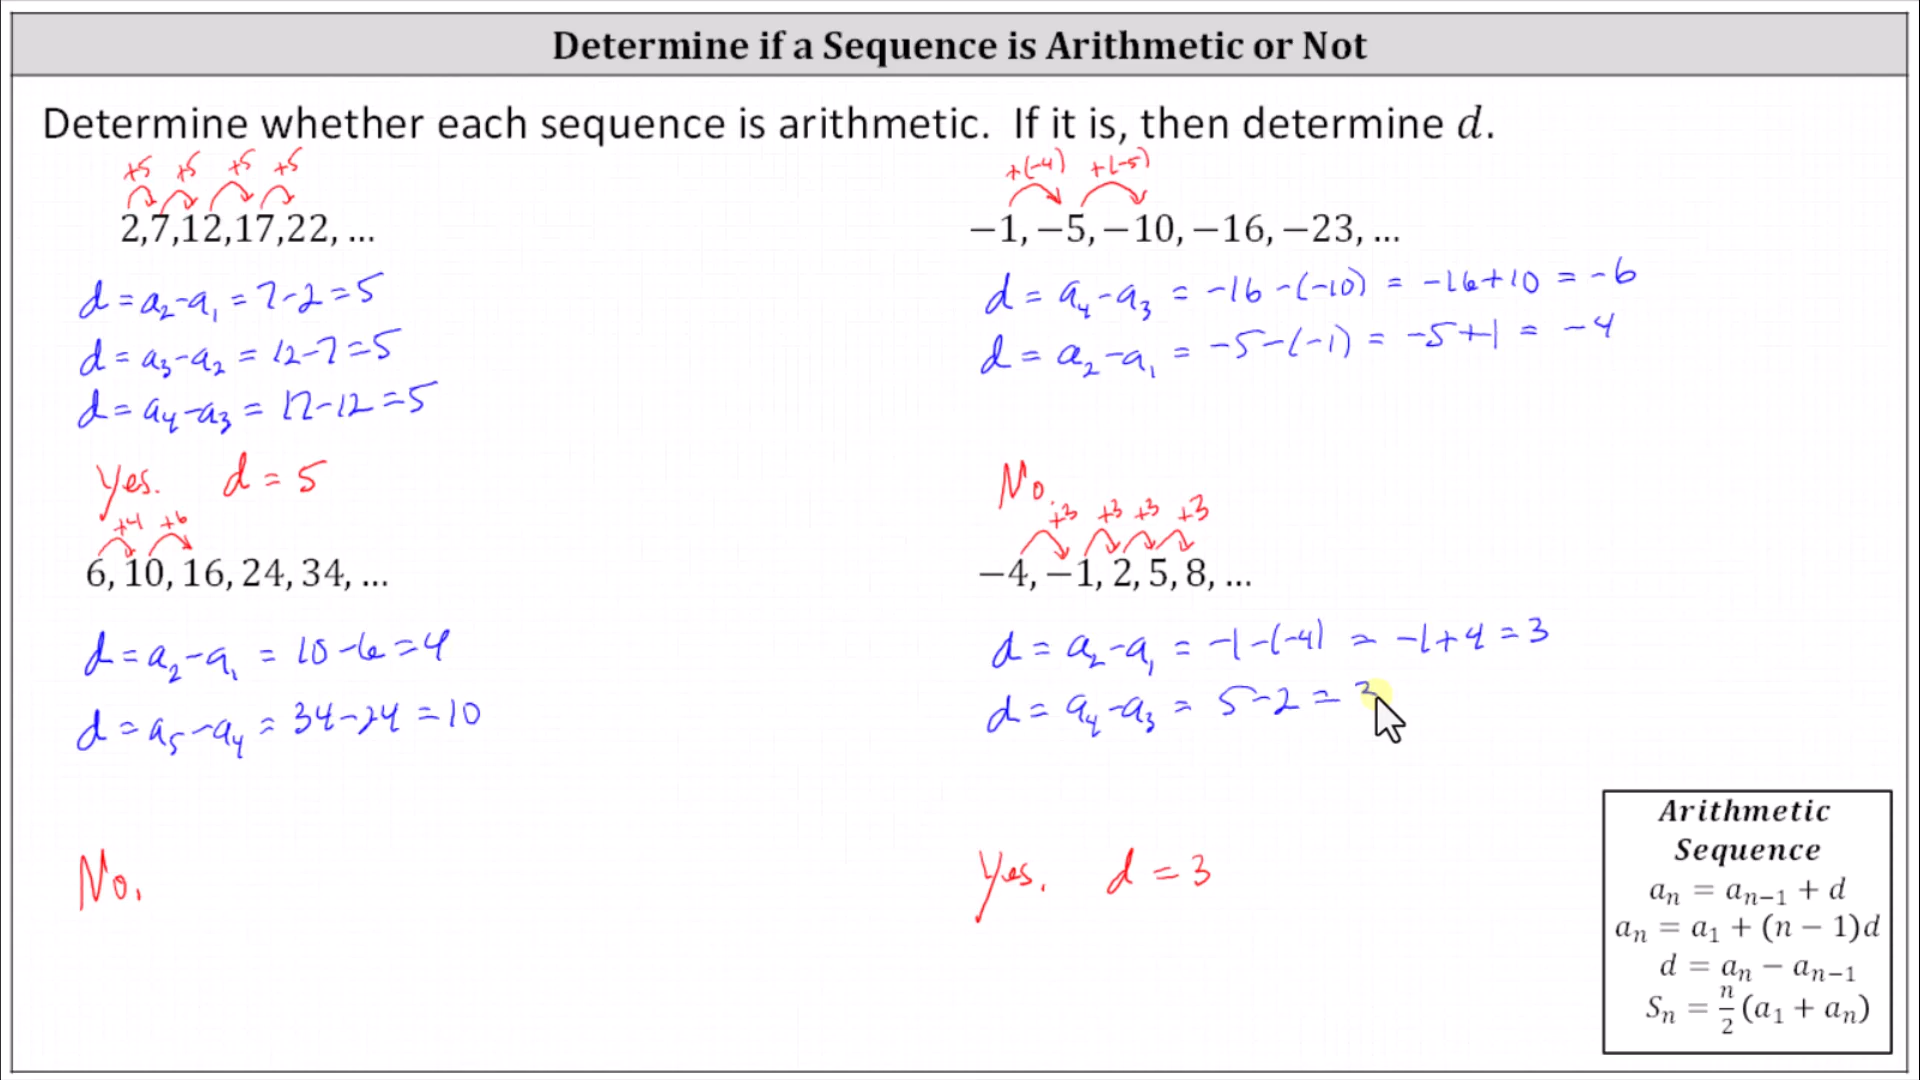 Determine if a Sequence is Arithmetic or Not
Determine whether each sequence is arithmetic. If it is, then determine d.
+5 +5 +5 +5
2,7,12,17,22, ...
d = a₂-a₁ = 7-2=5
d = a₃-a₂ = 12-7=5
d = a₄-a₃ = 17-12=5
Yes. d = 5
+(-4) +(-5)
−1, −5, −10, −16, −23, ...
d = a₄-a₃ = -16 -(-10) = -16+10 = -6
d = a₂-a₁ = -5-(-1) = -5+1 = -4
No.
+4 +6
6, 10, 16, 24, 34, ...
d = a₂-a₁ = 10-6=4
d = a₅-a₄ = 34-24 = 10
No.
+3 +3 +3 +3
−4, −1, 2, 5, 8, ...
d = a₂-a₁ = -1-(-4) = -1+4 = 3
d = a₄-a₃ = 5-2 = 3
Yes. d = 3
Arithmetic
Sequence
aₙ = aₙ₋₁ + d
aₙ = a₁ + (n − 1)d
d = aₙ − aₙ₋₁
Sₙ = n/2 (a₁ + aₙ)